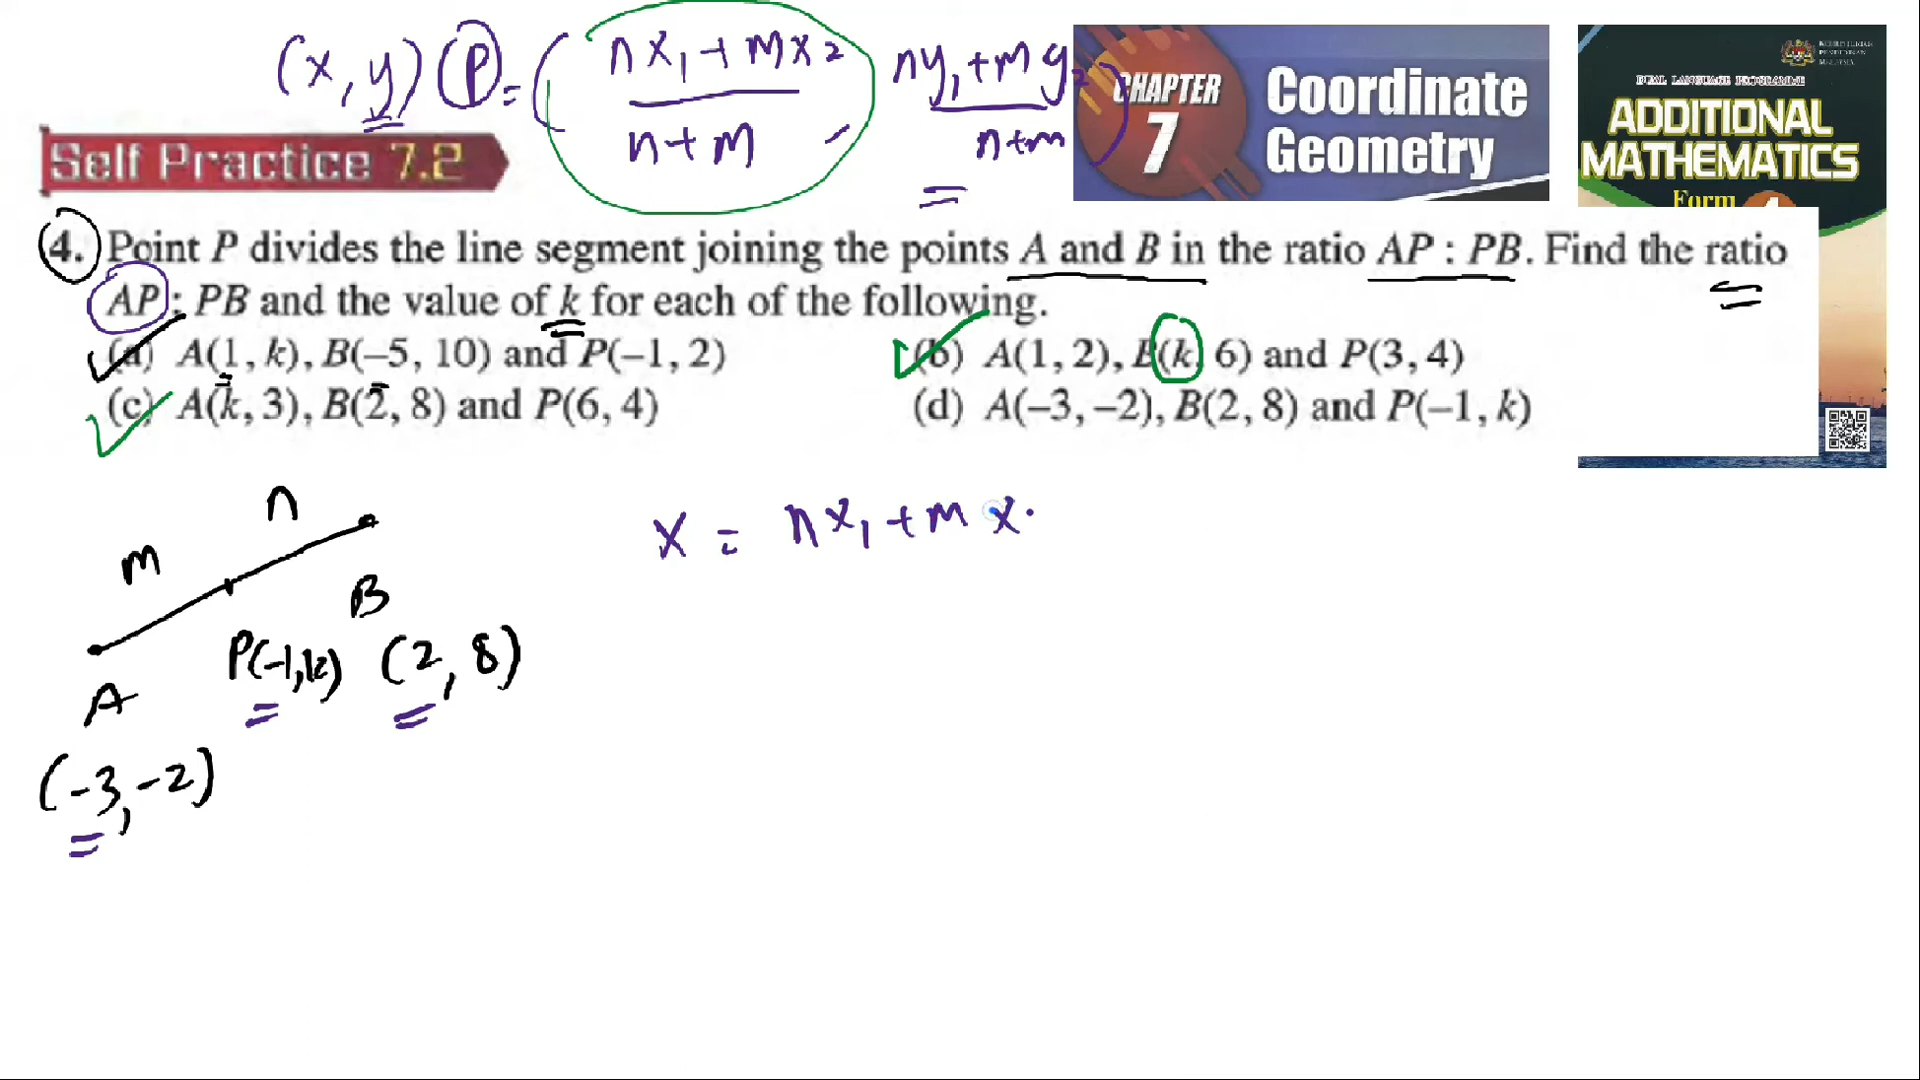 (x, y) P = ( nx₁ + mx₂ / n + m , ny₁ + my₂ / n + m )
CHAPTER 7 Coordinate Geometry
DUAL LANGUAGE PROGRAMME
ADDITIONAL MATHEMATICS
Form
Self Practice 7.2
4. Point P divides the line segment joining the points A and B in the ratio AP : PB. Find the ratio
AP : PB and the value of k for each of the following.
(a) A(1, k), B(–5, 10) and P(–1, 2)
(b) A(1, 2), B(k, 6) and P(3, 4)
(c) A(k, 3), B(2, 8) and P(6, 4)
(d) A(–3, –2), B(2, 8) and P(–1, k)
n
m
x = nx₁ + m x
B
P(-1, k) (2, 8)
A
(-3, -2)